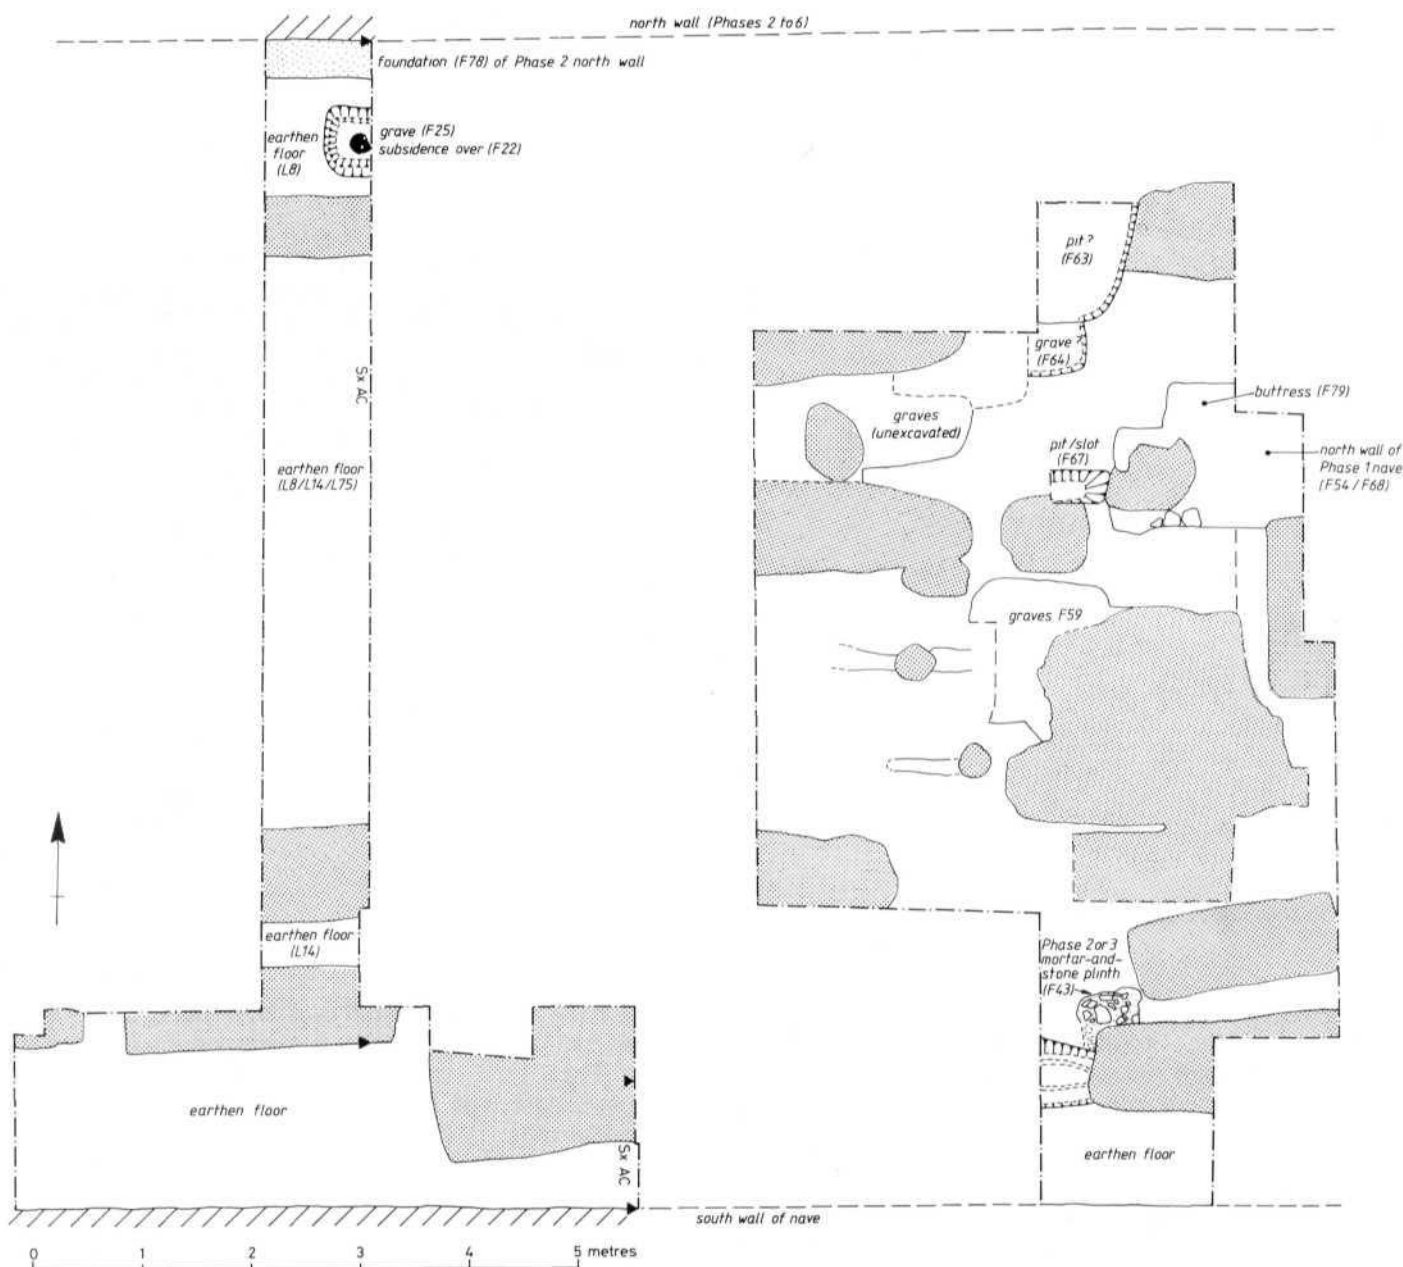 north wall (Phases 2 to 6)
foundation (F78) of Phase 2 north wall
earthen
floor
(L8)
grave (F25)
subsidence over (F22)
pit?
(F63)
grave?
(F64)
Sx AC
buttress (F79)
graves
(unexcavated)
pit/slot
(F67)
north wall of
Phase 1 nave
(F54/F68)
earthen floor
(L8/L14/L75)
graves F59
earthen floor
(L14)
Phase 2 or 3
mortar-and-
stone plinth
(F43)
earthen floor
earthen floor
Sx AC
south wall of nave
0 1 2 3 4 5 metres